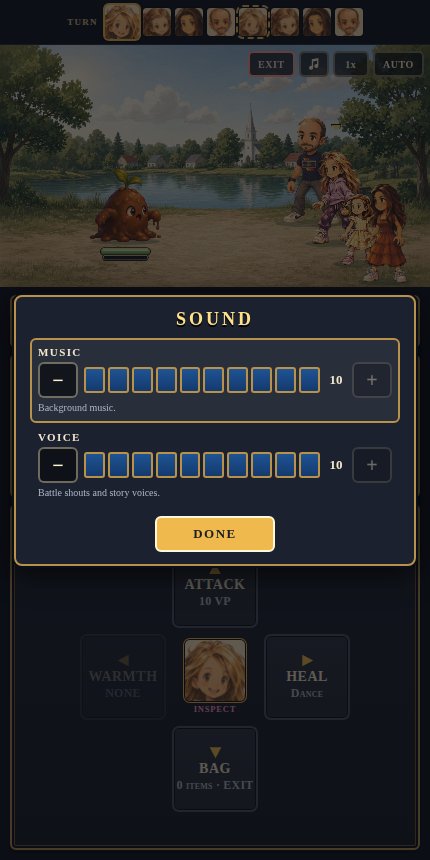 TURN
EXIT
1x
AUTO
SOUND
MUSIC
−
10
+
Background music.
VOICE
−
10
+
Battle shouts and story voices.
DONE
ATTACK
10 VP
WARMTH
NONE
INSPECT
HEAL
Dance
BAG
0 items · EXIT